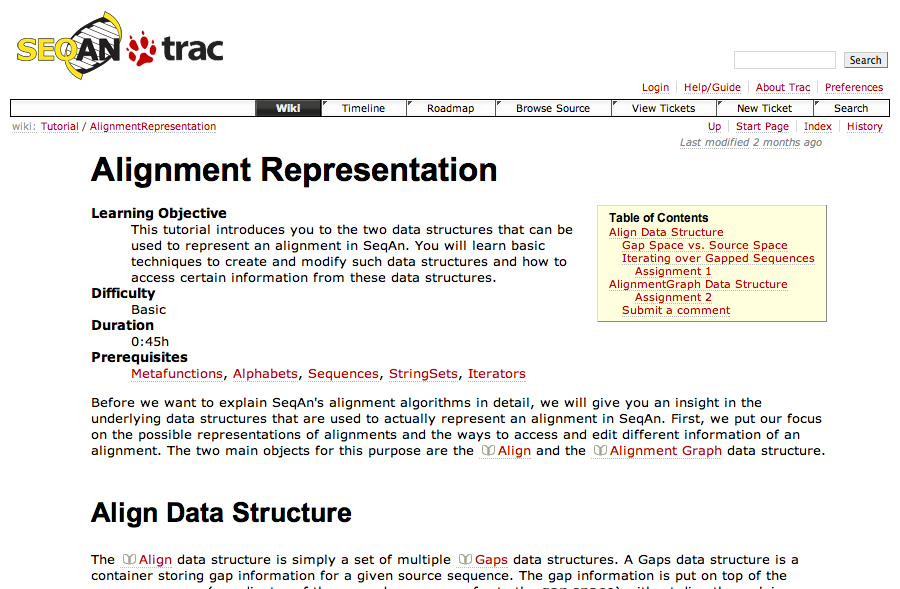 SEQAN trac
Search
Login Help/Guide About Trac Preferences
Wiki Timeline Roadmap Browse Source View Tickets New Ticket Search
wiki: Tutorial / AlignmentRepresentation
Up Start Page Index History
Last modified 2 months ago
Alignment Representation
Learning Objective
This tutorial introduces you to the two data structures that can be
used to represent an alignment in SeqAn. You will learn basic
techniques to create and modify such data structures and how to
access certain information from these data structures.
Difficulty
Basic
Duration
0:45h
Prerequisites
Metafunctions, Alphabets, Sequences, StringSets, Iterators
Table of Contents
Align Data Structure
Gap Space vs. Source Space
Iterating over Gapped Sequences
Assignment 1
AlignmentGraph Data Structure
Assignment 2
Submit a comment
Before we want to explain SeqAn's alignment algorithms in detail, we will give you an insight in the
underlying data structures that are used to actually represent an alignment in SeqAn. First, we put our focus
on the possible representations of alignments and the ways to access and edit different information of an
alignment. The two main objects for this purpose are the Align and the Alignment Graph data structure.
Align Data Structure
The Align data structure is simply a set of multiple Gaps data structures. A Gaps data structure is a
container storing gap information for a given source sequence. The gap information is put on top of the